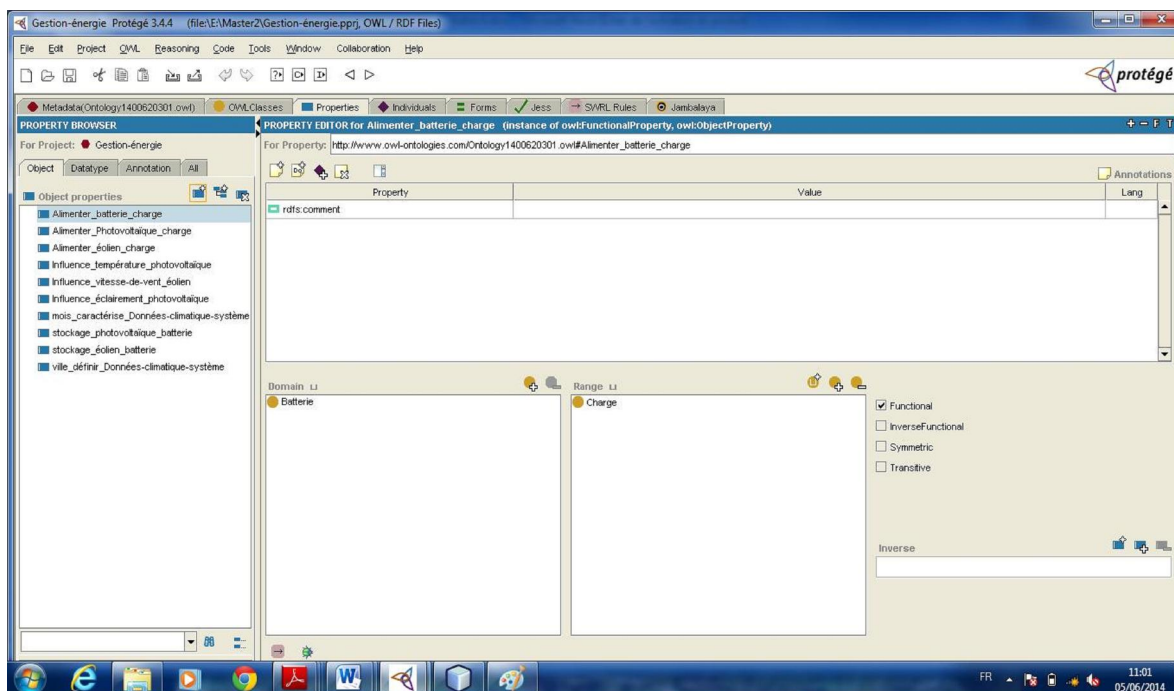 Gestion-énergie Protégé 3.4.4 (file:\E:\Master2\Gestion-énergie.pprj, OWL / RDF Files)
File Edit Project OWL Reasoning Code Tools Window Collaboration Help
protégé
Metadata(Ontology1400620301.owl) OWLClasses Properties Individuals Forms Jess SWRL Rules Jambalaya
PROPERTY BROWSER
PROPERTY EDITOR for Alimenter_batterie_charge (instance of owl:FunctionalProperty, owl:ObjectProperty)
For Project: Gestion-énergie
For Property: http://www.owl-ontologies.com/Ontology1400620301.owl#Alimenter_batterie_charge
Object Datatype Annotation All
Annotations
Object properties
Property Value Lang
rdfs:comment
Alimenter_batterie_charge
Alimenter_Photovoltaïque_charge
Alimenter_éolien_charge
Influence_température_photovoltaïque
Influence_vitesse-de-vent_éolien
Influence_éclairement_photovoltaïque
mois_caractérise_Données-climatique-système
stockage_photovoltaïque_batterie
stockage_éolien_batterie
ville_définir_Données-climatique-système
Domain
Range
Batterie
Charge
Functional
InverseFunctional
Symmetric
Transitive
Inverse
FR
11:01
05/06/2014